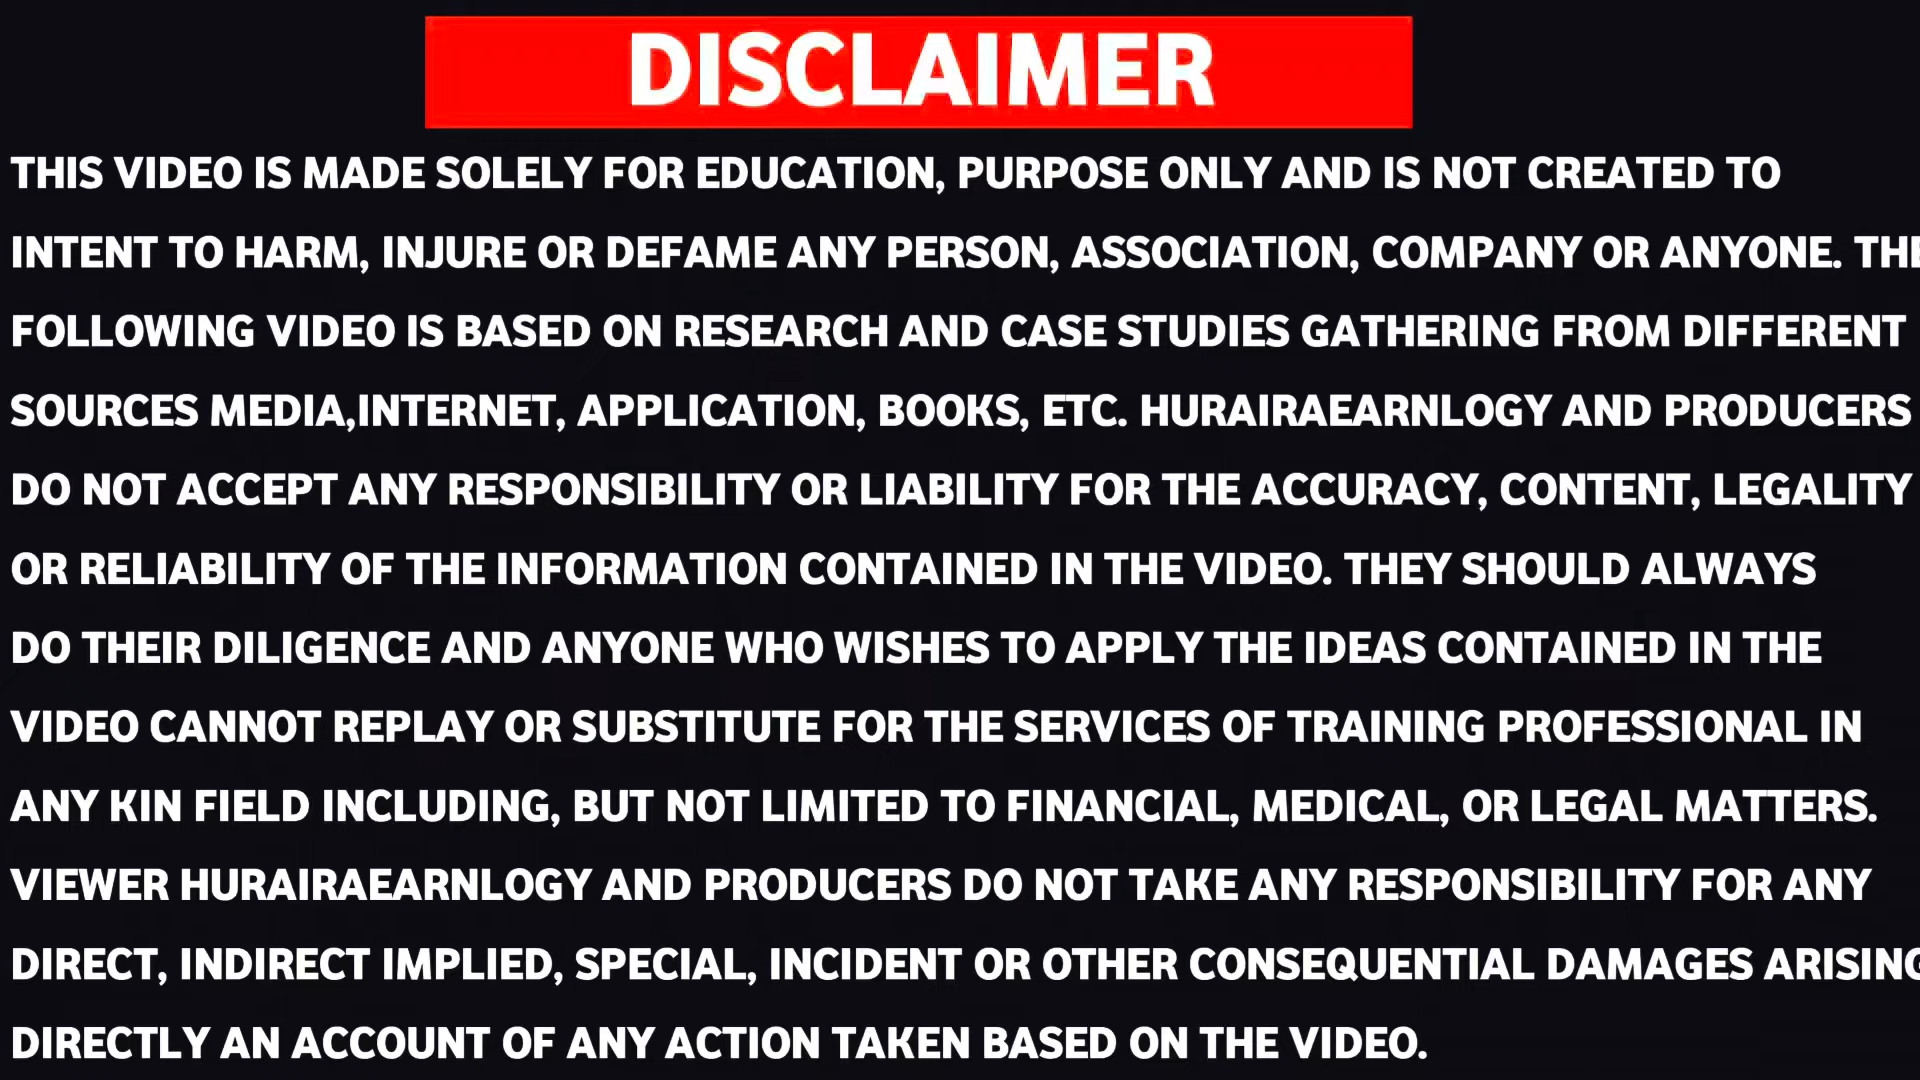 DISCLAIMER
THIS VIDEO IS MADE SOLELY FOR EDUCATION, PURPOSE ONLY AND IS NOT CREATED TO
INTENT TO HARM, INJURE OR DEFAME ANY PERSON, ASSOCIATION, COMPANY OR ANYONE. THE
FOLLOWING VIDEO IS BASED ON RESEARCH AND CASE STUDIES GATHERING FROM DIFFERENT
SOURCES MEDIA,INTERNET, APPLICATION, BOOKS, ETC. HURAIRAEARNLOGY AND PRODUCERS
DO NOT ACCEPT ANY RESPONSIBILITY OR LIABILITY FOR THE ACCURACY, CONTENT, LEGALITY
OR RELIABILITY OF THE INFORMATION CONTAINED IN THE VIDEO. THEY SHOULD ALWAYS
DO THEIR DILIGENCE AND ANYONE WHO WISHES TO APPLY THE IDEAS CONTAINED IN THE
VIDEO CANNOT REPLAY OR SUBSTITUTE FOR THE SERVICES OF TRAINING PROFESSIONAL IN
ANY KIN FIELD INCLUDING, BUT NOT LIMITED TO FINANCIAL, MEDICAL, OR LEGAL MATTERS.
VIEWER HURAIRAEARNLOGY AND PRODUCERS DO NOT TAKE ANY RESPONSIBILITY FOR ANY
DIRECT, INDIRECT IMPLIED, SPECIAL, INCIDENT OR OTHER CONSEQUENTIAL DAMAGES ARISING
DIRECTLY AN ACCOUNT OF ANY ACTION TAKEN BASED ON THE VIDEO.